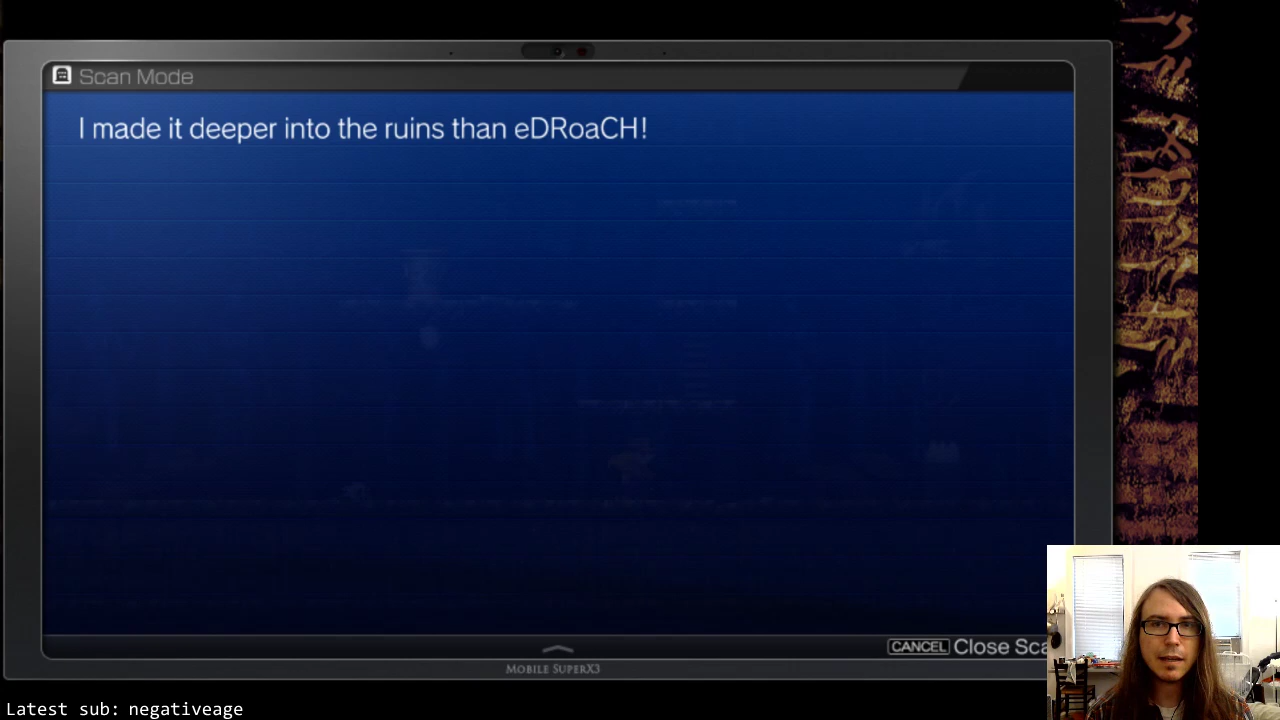 Scan Mode
I made it deeper into the ruins than eDRoaCH!
CANCEL Close Sca
MOBILE SUPERX3
Latest sub: negativeage